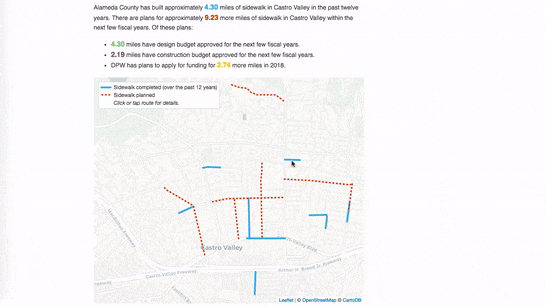 Alameda County has built approximately 4.30 miles of sidewalk in Castro Valley in the past twelve
years. There are plans for approximately 9.23 more miles of sidewalk in Castro Valley within the
next few fiscal years. Of these plans:
• 4.30 miles have design budget approved for the next few fiscal years.
• 2.19 miles have construction budget approved for the next few fiscal years.
• DPW has plans to apply for funding for 2.74 more miles in 2018.
Sidewalk completed (over the past 12 years)
Sidewalk planned
Click or tap route for details.
Castro Valley
Castro Valley Freeway
Leaflet | © OpenStreetMap © CartoDB